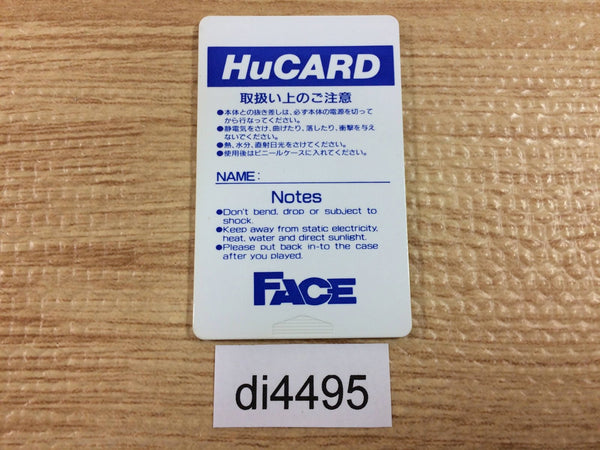 HuCARD
取扱い上のご注意
●本体との抜き差しは、必ず本体の電源を切って
から行なってください。
●静電気をさけ、曲げたり、落したり、衝撃を与え
ないでください。
●熱、水分、直射日光をさけてください。
●使用後はビニールケースに入れてください。
NAME:
Notes
●Don't bend, drop or subject to
shock.
●Keep away from static electricity,
heat, water and direct sunlight.
●Please put back in-to the case
after you played.
FACE
di4495